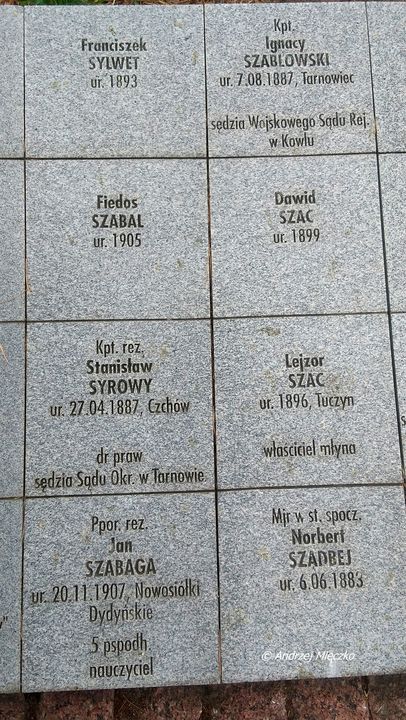 Franciszek
SYLWET
ur. 1893
Kpt.
Ignacy
SZABŁOWSKI
ur. 7.08.1887, Tarnowiec
sędzia Wojskowego Sądu Rej.
w Kowlu
Fiedos
SZABAL
ur. 1905
Dawid
SZAC
ur. 1899
Kpt. rez.
Stanisław
SYROWY
ur. 27.04.1887, Czchów
dr praw
sędzia Sądu Okr. w Tarnowie
Lejzor
SZAC
ur. 1896, Tuczyn
właściciel młyna
Ppor. rez.
Jan
SZABAGA
ur. 20.11.1907, Nowosiółki
Dydyńskie
5 pspodh
nauczyciel
Mjr w st. spocz.
Norbert
SZADBEJ
ur. 6.06.1883
© Andrzej Mięczko